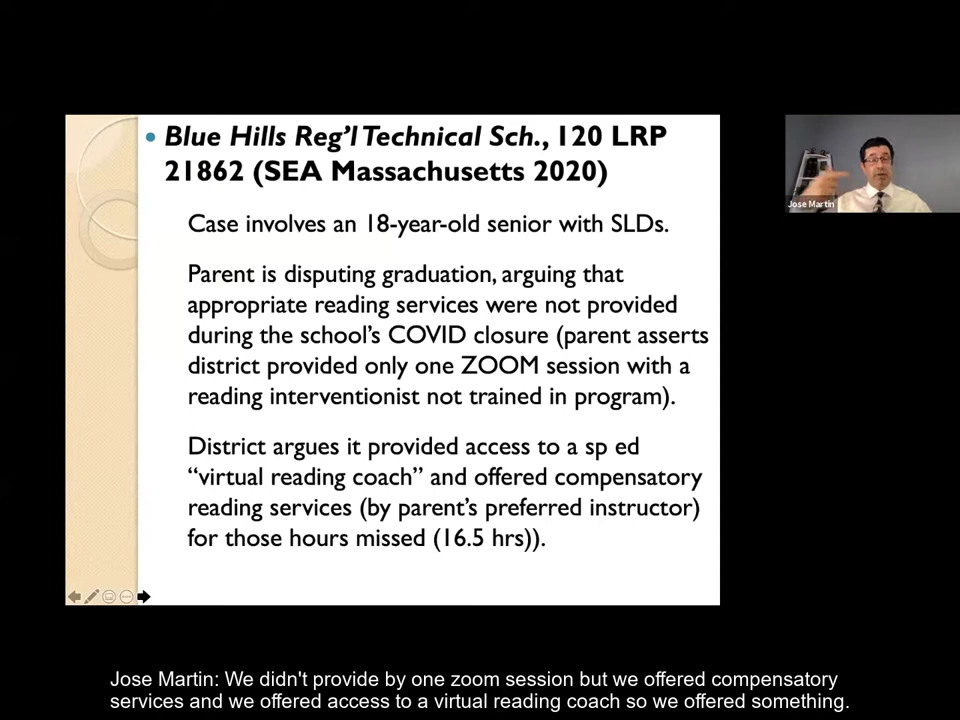 • Blue Hills Reg'l Technical Sch., 120 LRP
21862 (SEA Massachusetts 2020)
Case involves an 18-year-old senior with SLDs.
Parent is disputing graduation, arguing that
appropriate reading services were not provided
during the school's COVID closure (parent asserts
district provided only one ZOOM session with a
reading interventionist not trained in program).
District argues it provided access to a sp ed
“virtual reading coach” and offered compensatory
reading services (by parent's preferred instructor)
for those hours missed (16.5 hrs)).
Jose Martin
Jose Martin: We didn't provide by one zoom session but we offered compensatory
services and we offered access to a virtual reading coach so we offered something.